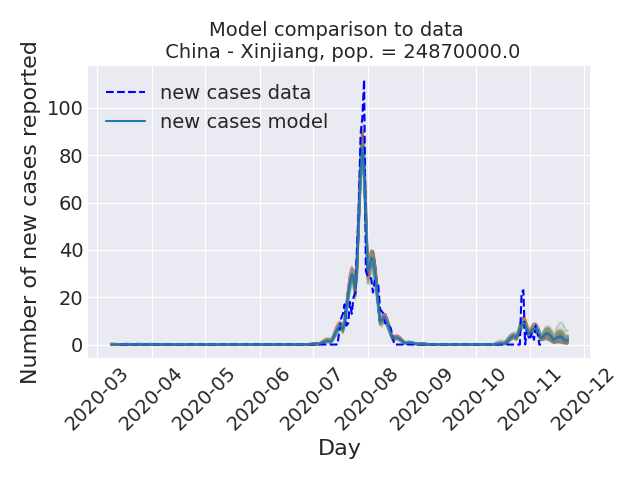 Model comparison to data
China - Xinjiang, pop. = 24870000.0
Number of new cases reported
new cases data
new cases model
100
80
60
40
20
0
2020-03
2020-04
2020-05
2020-06
2020-07
2020-08
2020-09
2020-10
2020-11
2020-12
Day